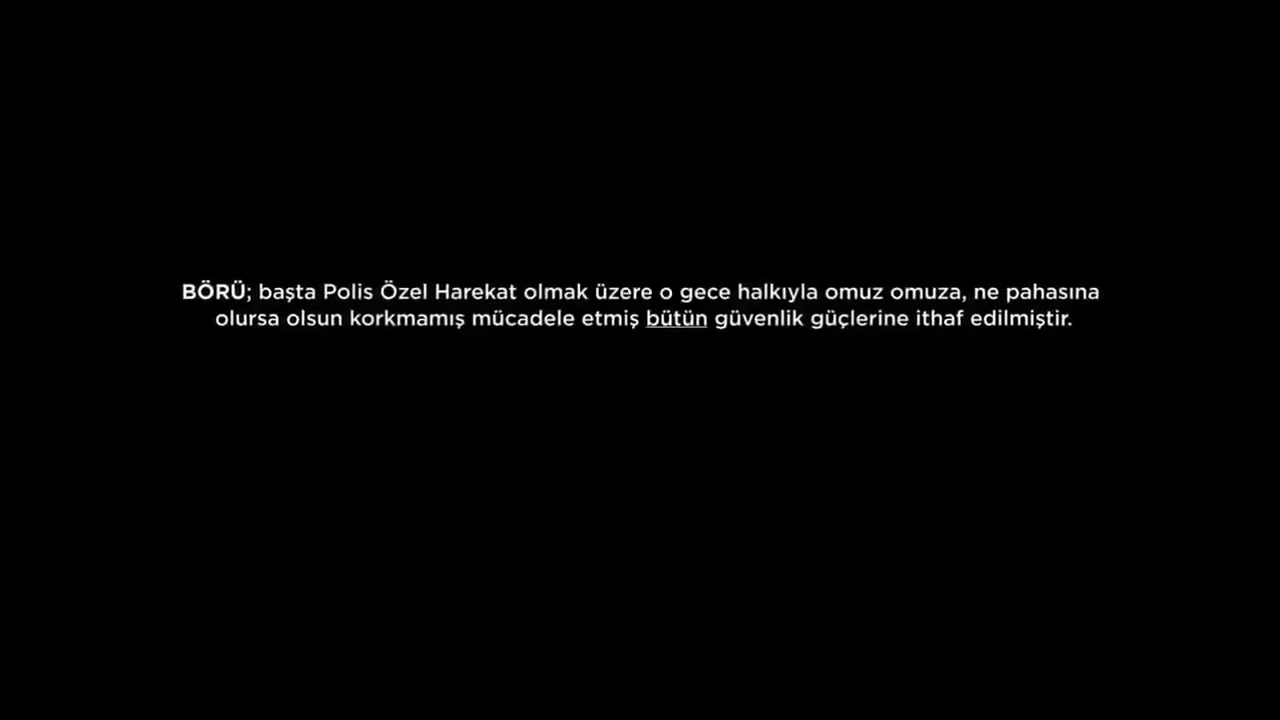 BÖRÜ; başta Polis Özel Harekat olmak üzere o gece halkıyla omuz omuza, ne pahasına
olursa olsun korkmamış mücadele etmiş bütün güvenlik güçlerine ithaf edilmiştir.